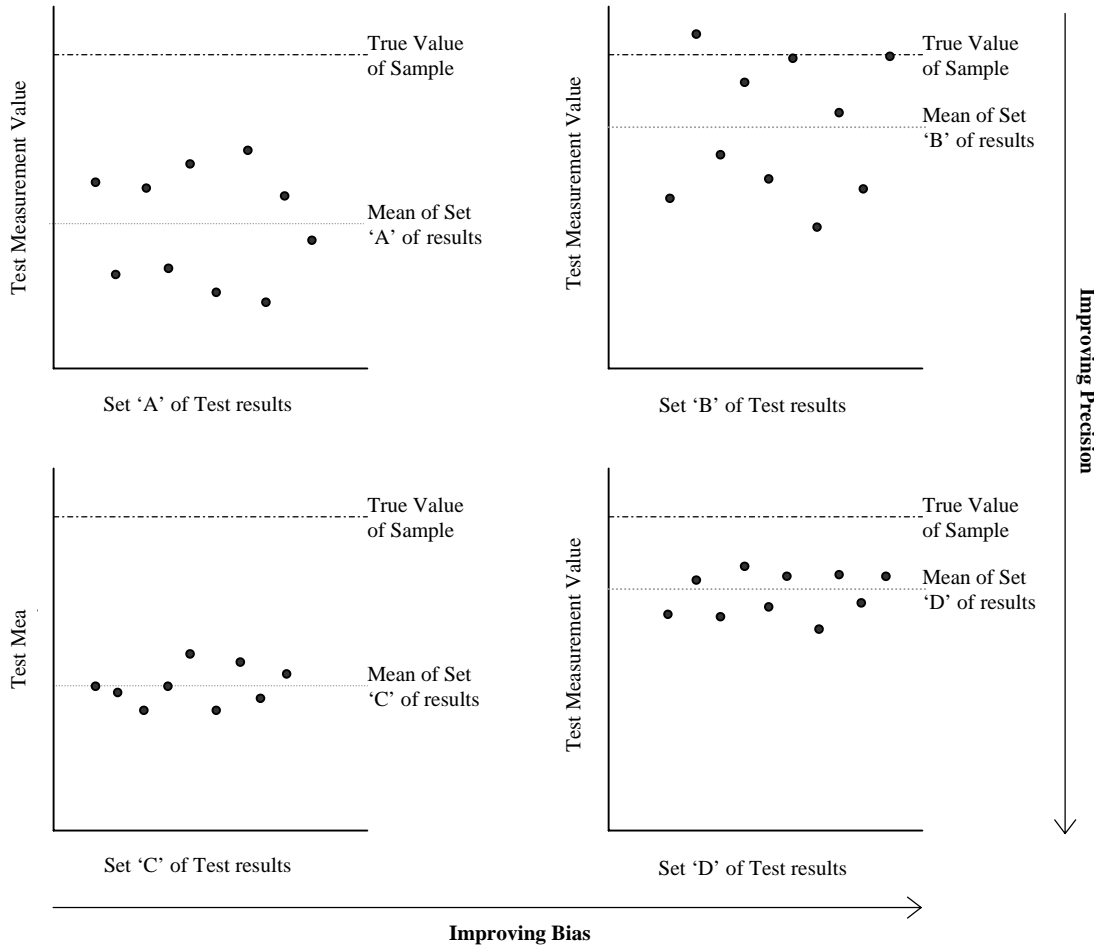 True Value
of Sample
Mean of Set
‘A’ of results
Test Measurement Value
Set ‘A’ of Test results
True Value
of Sample
Mean of Set
‘B’ of results
Test Measurement Value
Set ‘B’ of Test results
Improving Precision
True Value
of Sample
Mean of Set
‘C’ of results
Test Mea
Set ‘C’ of Test results
True Value
of Sample
Mean of Set
‘D’ of results
Test Measurement Value
Set ‘D’ of Test results
Improving Bias